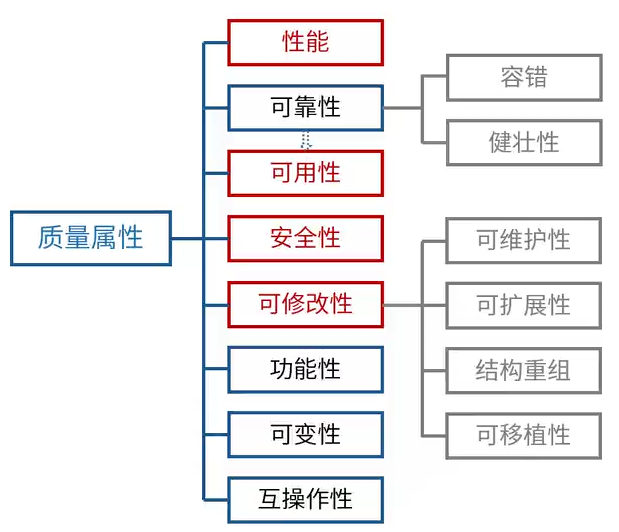 质量属性
性能
可靠性
容错
健壮性
可用性
安全性
可修改性
可维护性
可扩展性
结构重组
可移植性
功能性
可变性
互操作性